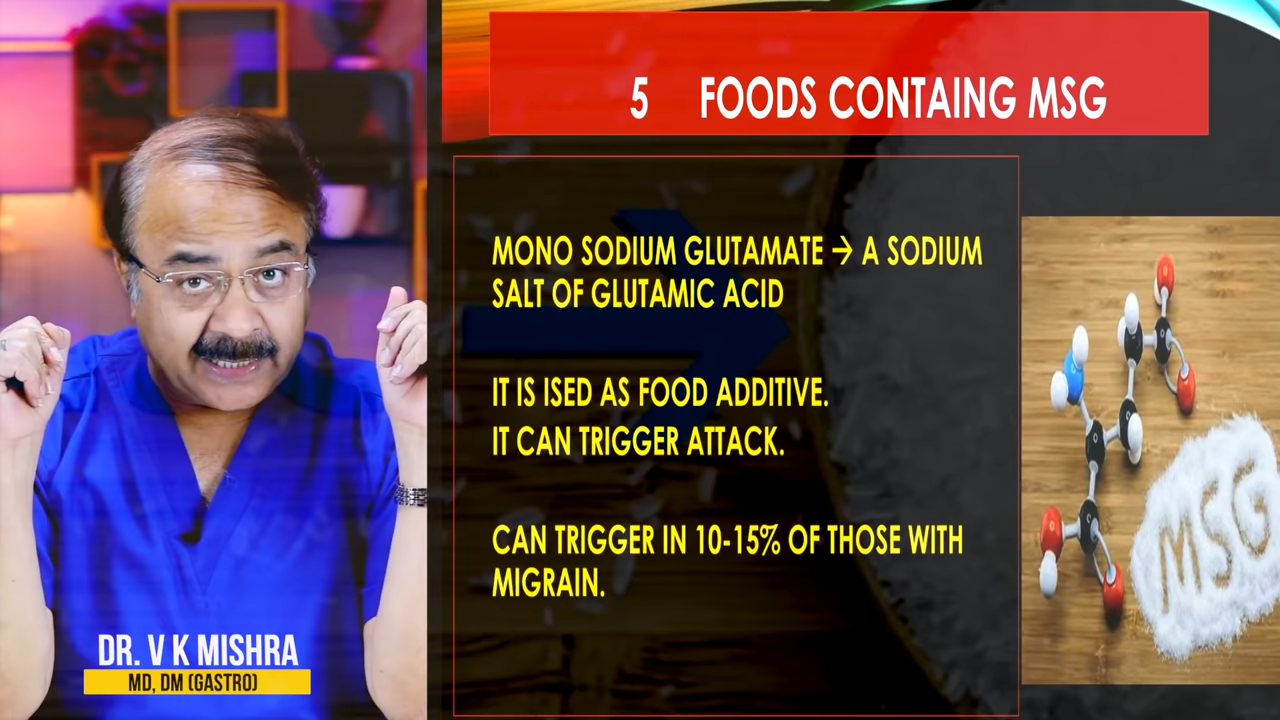 5 FOODS CONTAING MSG
MONO SODIUM GLUTAMATE → A SODIUM
SALT OF GLUTAMIC ACID
IT IS ISED AS FOOD ADDITIVE.
IT CAN TRIGGER ATTACK.
CAN TRIGGER IN 10-15% OF THOSE WITH
MIGRAIN.
MSG
DR. V K MISHRA
MD, DM (GASTRO)